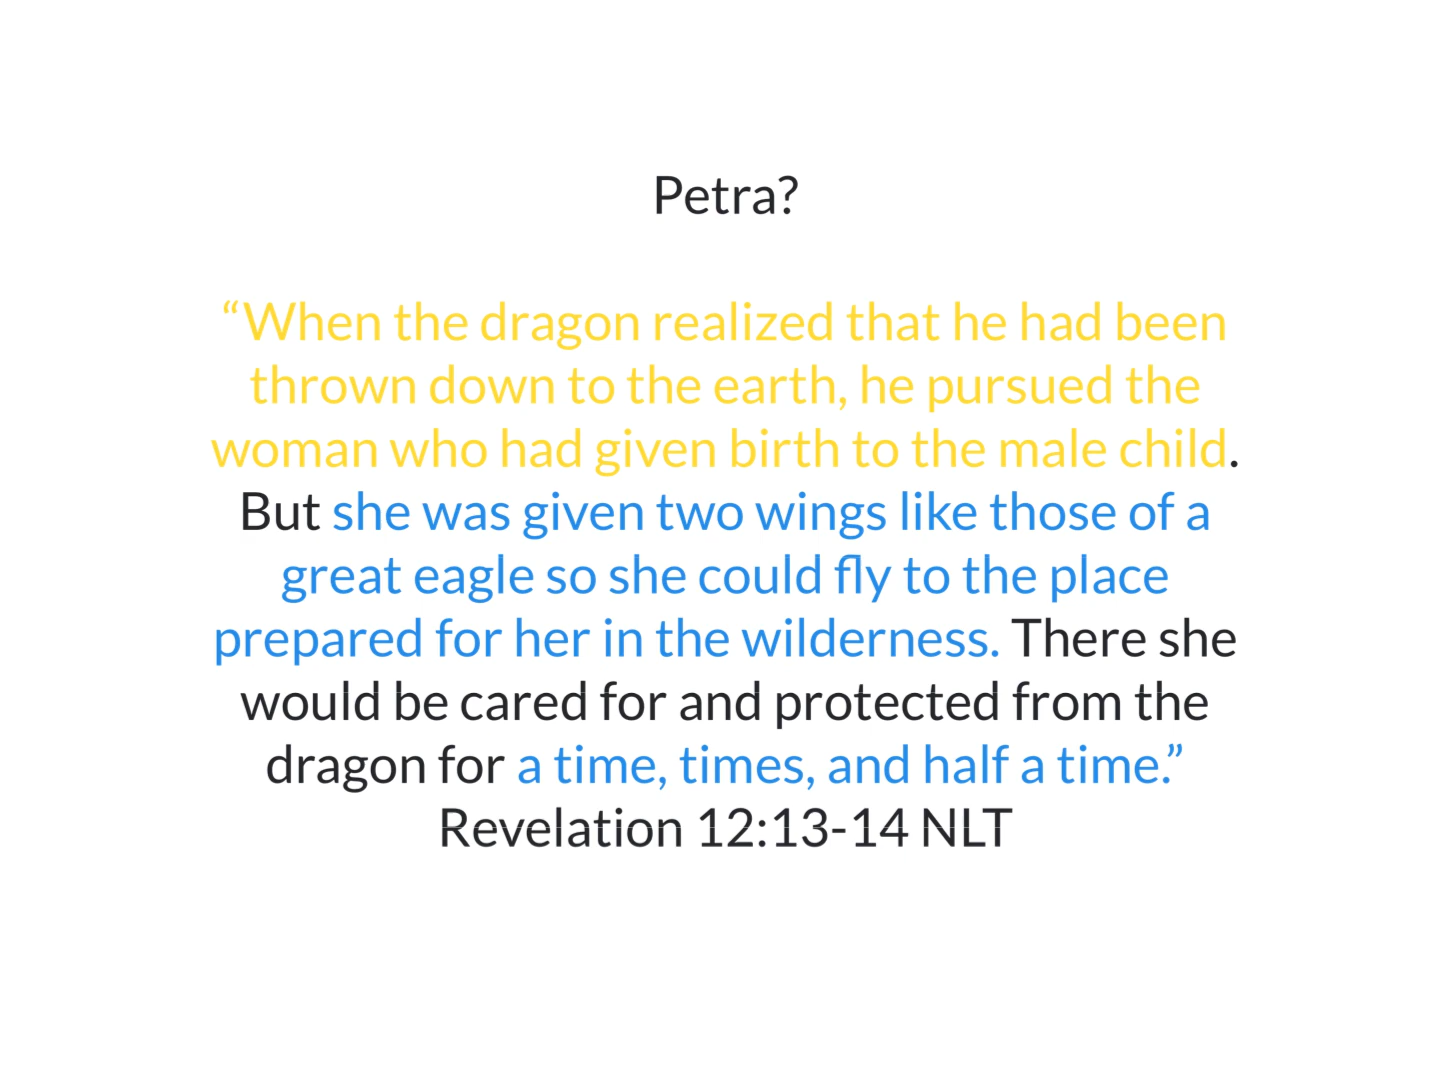 Petra?
“When the dragon realized that he had been
thrown down to the earth, he pursued the
woman who had given birth to the male child.
But she was given two wings like those of a
great eagle so she could fly to the place
prepared for her in the wilderness. There she
would be cared for and protected from the
dragon for a time, times, and half a time.”
Revelation 12:13-14 NLT